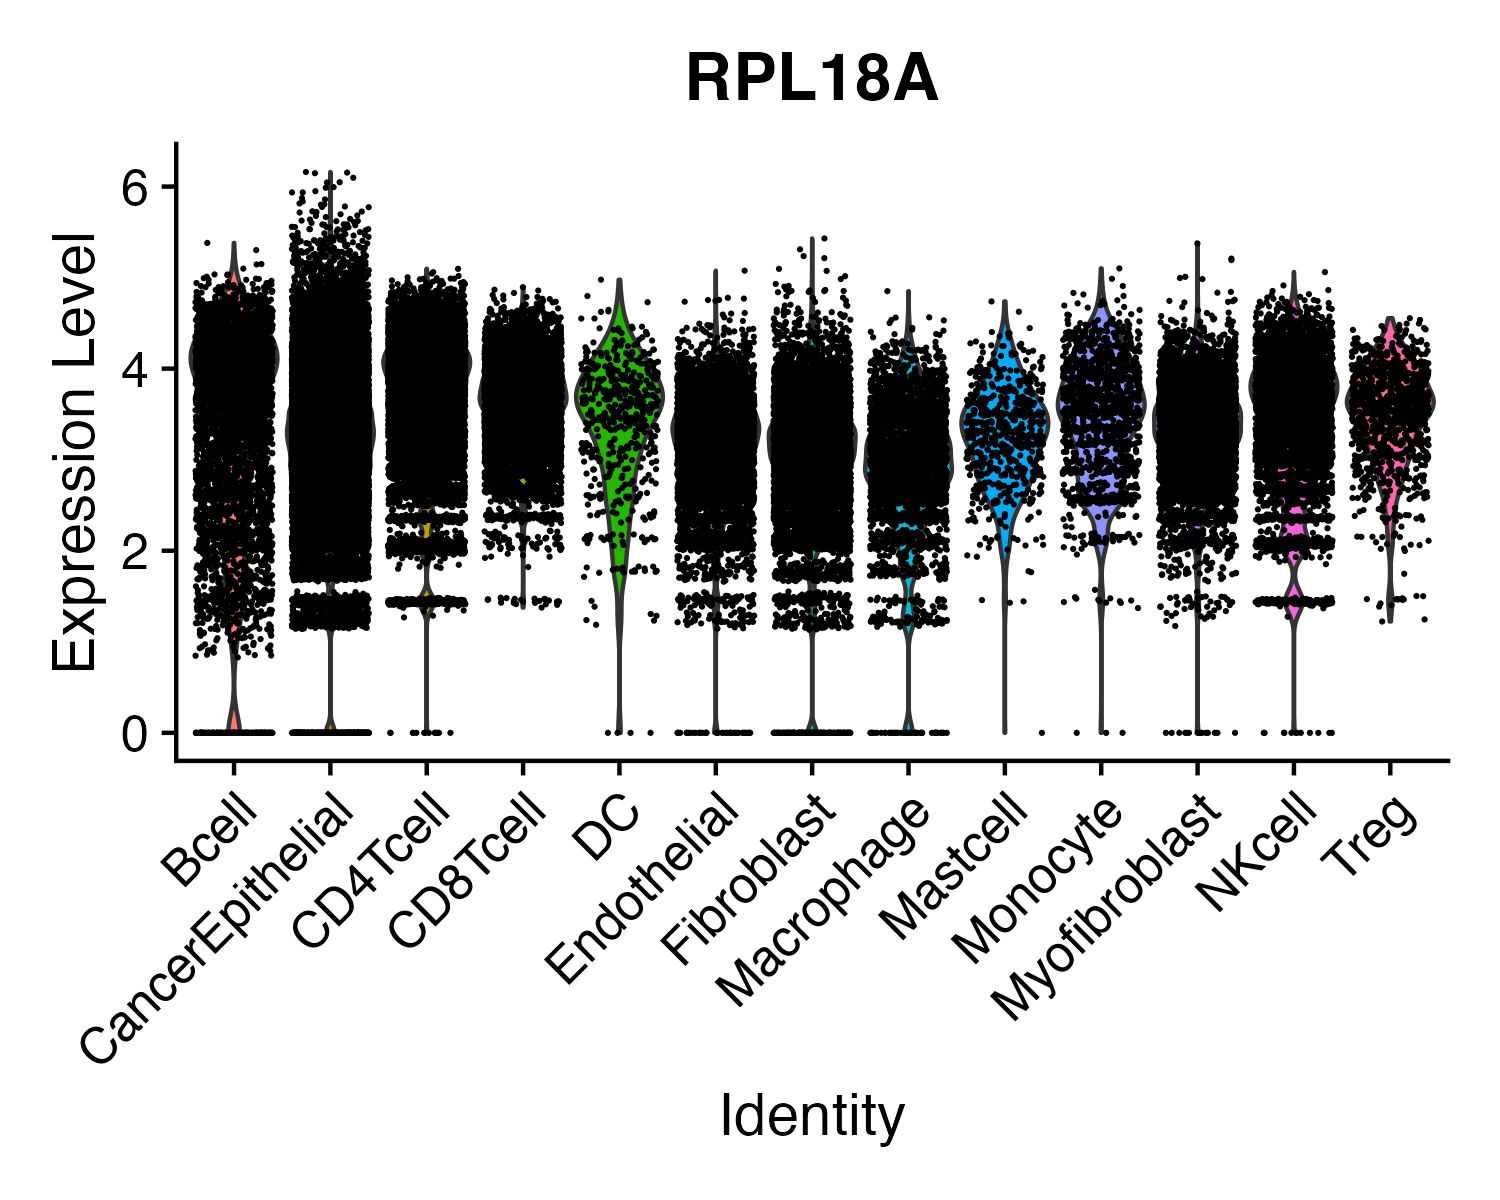 RPL18A
Expression Level
6
4
2
0
Bcell
CancerEpithelial
CD4Tcell
CD8Tcell
DC
Endothelial
Fibroblast
Macrophage
Mastcell
Monocyte
Myofibroblast
NKcell
Treg
Identity